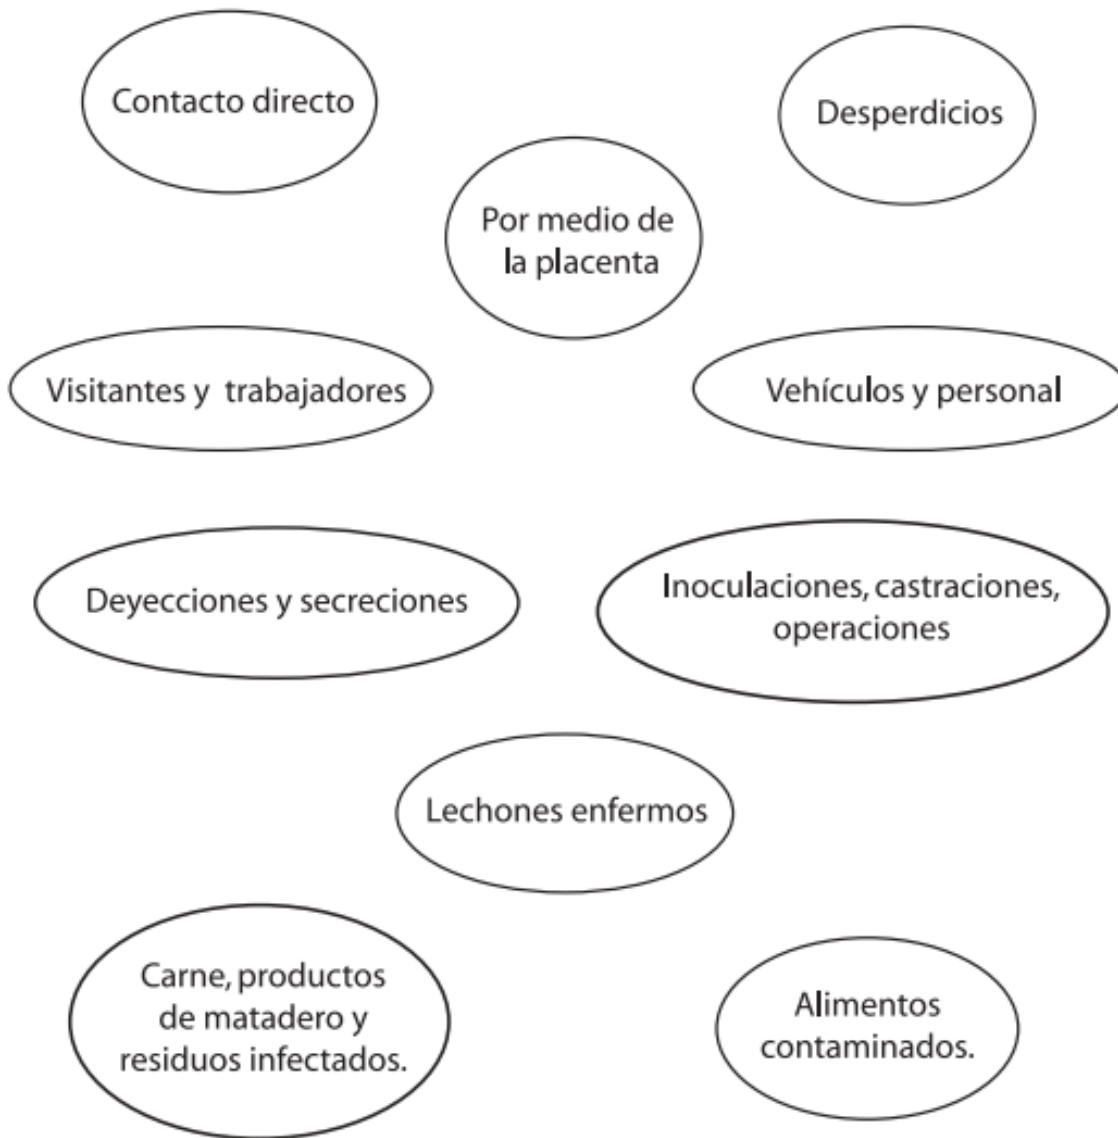 Contacto directo
Desperdicios
Por medio de
la placenta
Visitantes y trabajadores
Vehículos y personal
Deyecciones y secreciones
Inoculaciones, castraciones,
operaciones
Lechones enfermos
Carne, productos
de matadero y
residuos infectados.
Alimentos
contaminados.